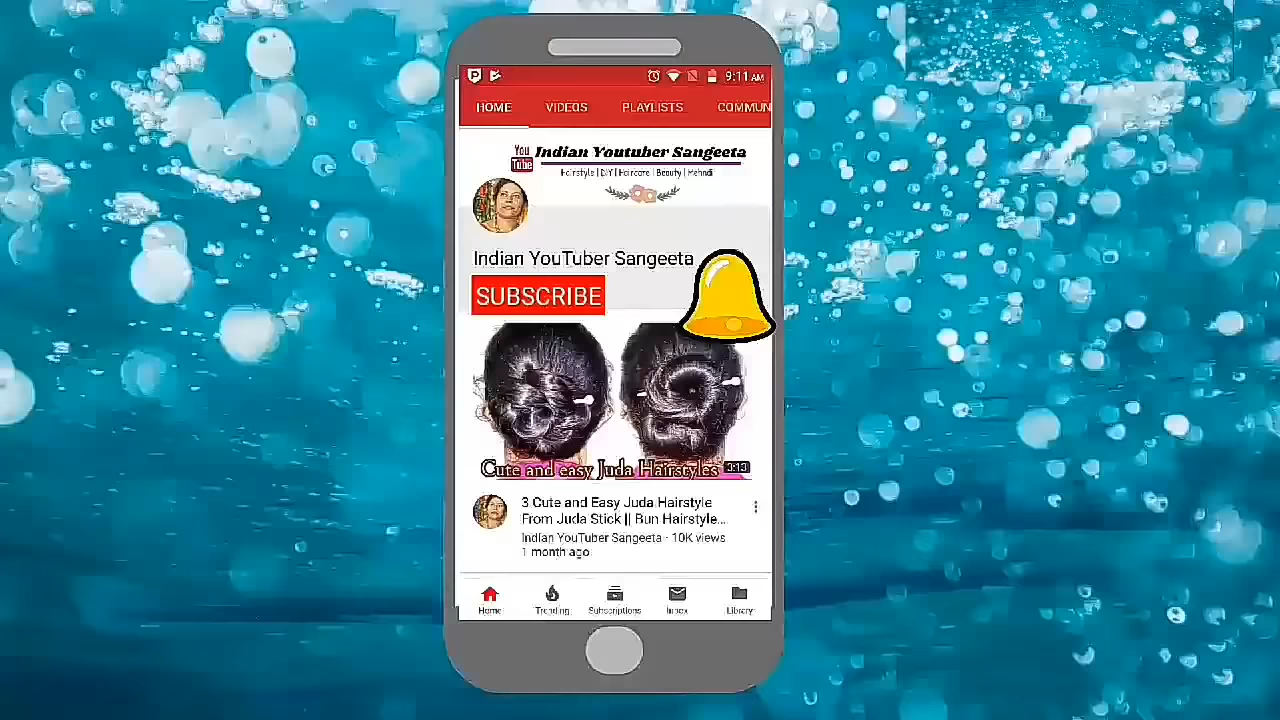 9:11 AM
HOME VIDEOS PLAYLISTS COMMUN
You Tube Indian Youtuber Sangeeta
Hairstyle | DIY | Haircare | Beauty | Mehndi
Indian YouTuber Sangeeta
SUBSCRIBE
Cute and easy Juda Hairstyles 3:13
3 Cute and Easy Juda Hairstyle
From Juda Stick || Bun Hairstyle...
Indian YouTuber Sangeeta · 10K views
1 month ago
Home Trending Subscriptions Inbox Library